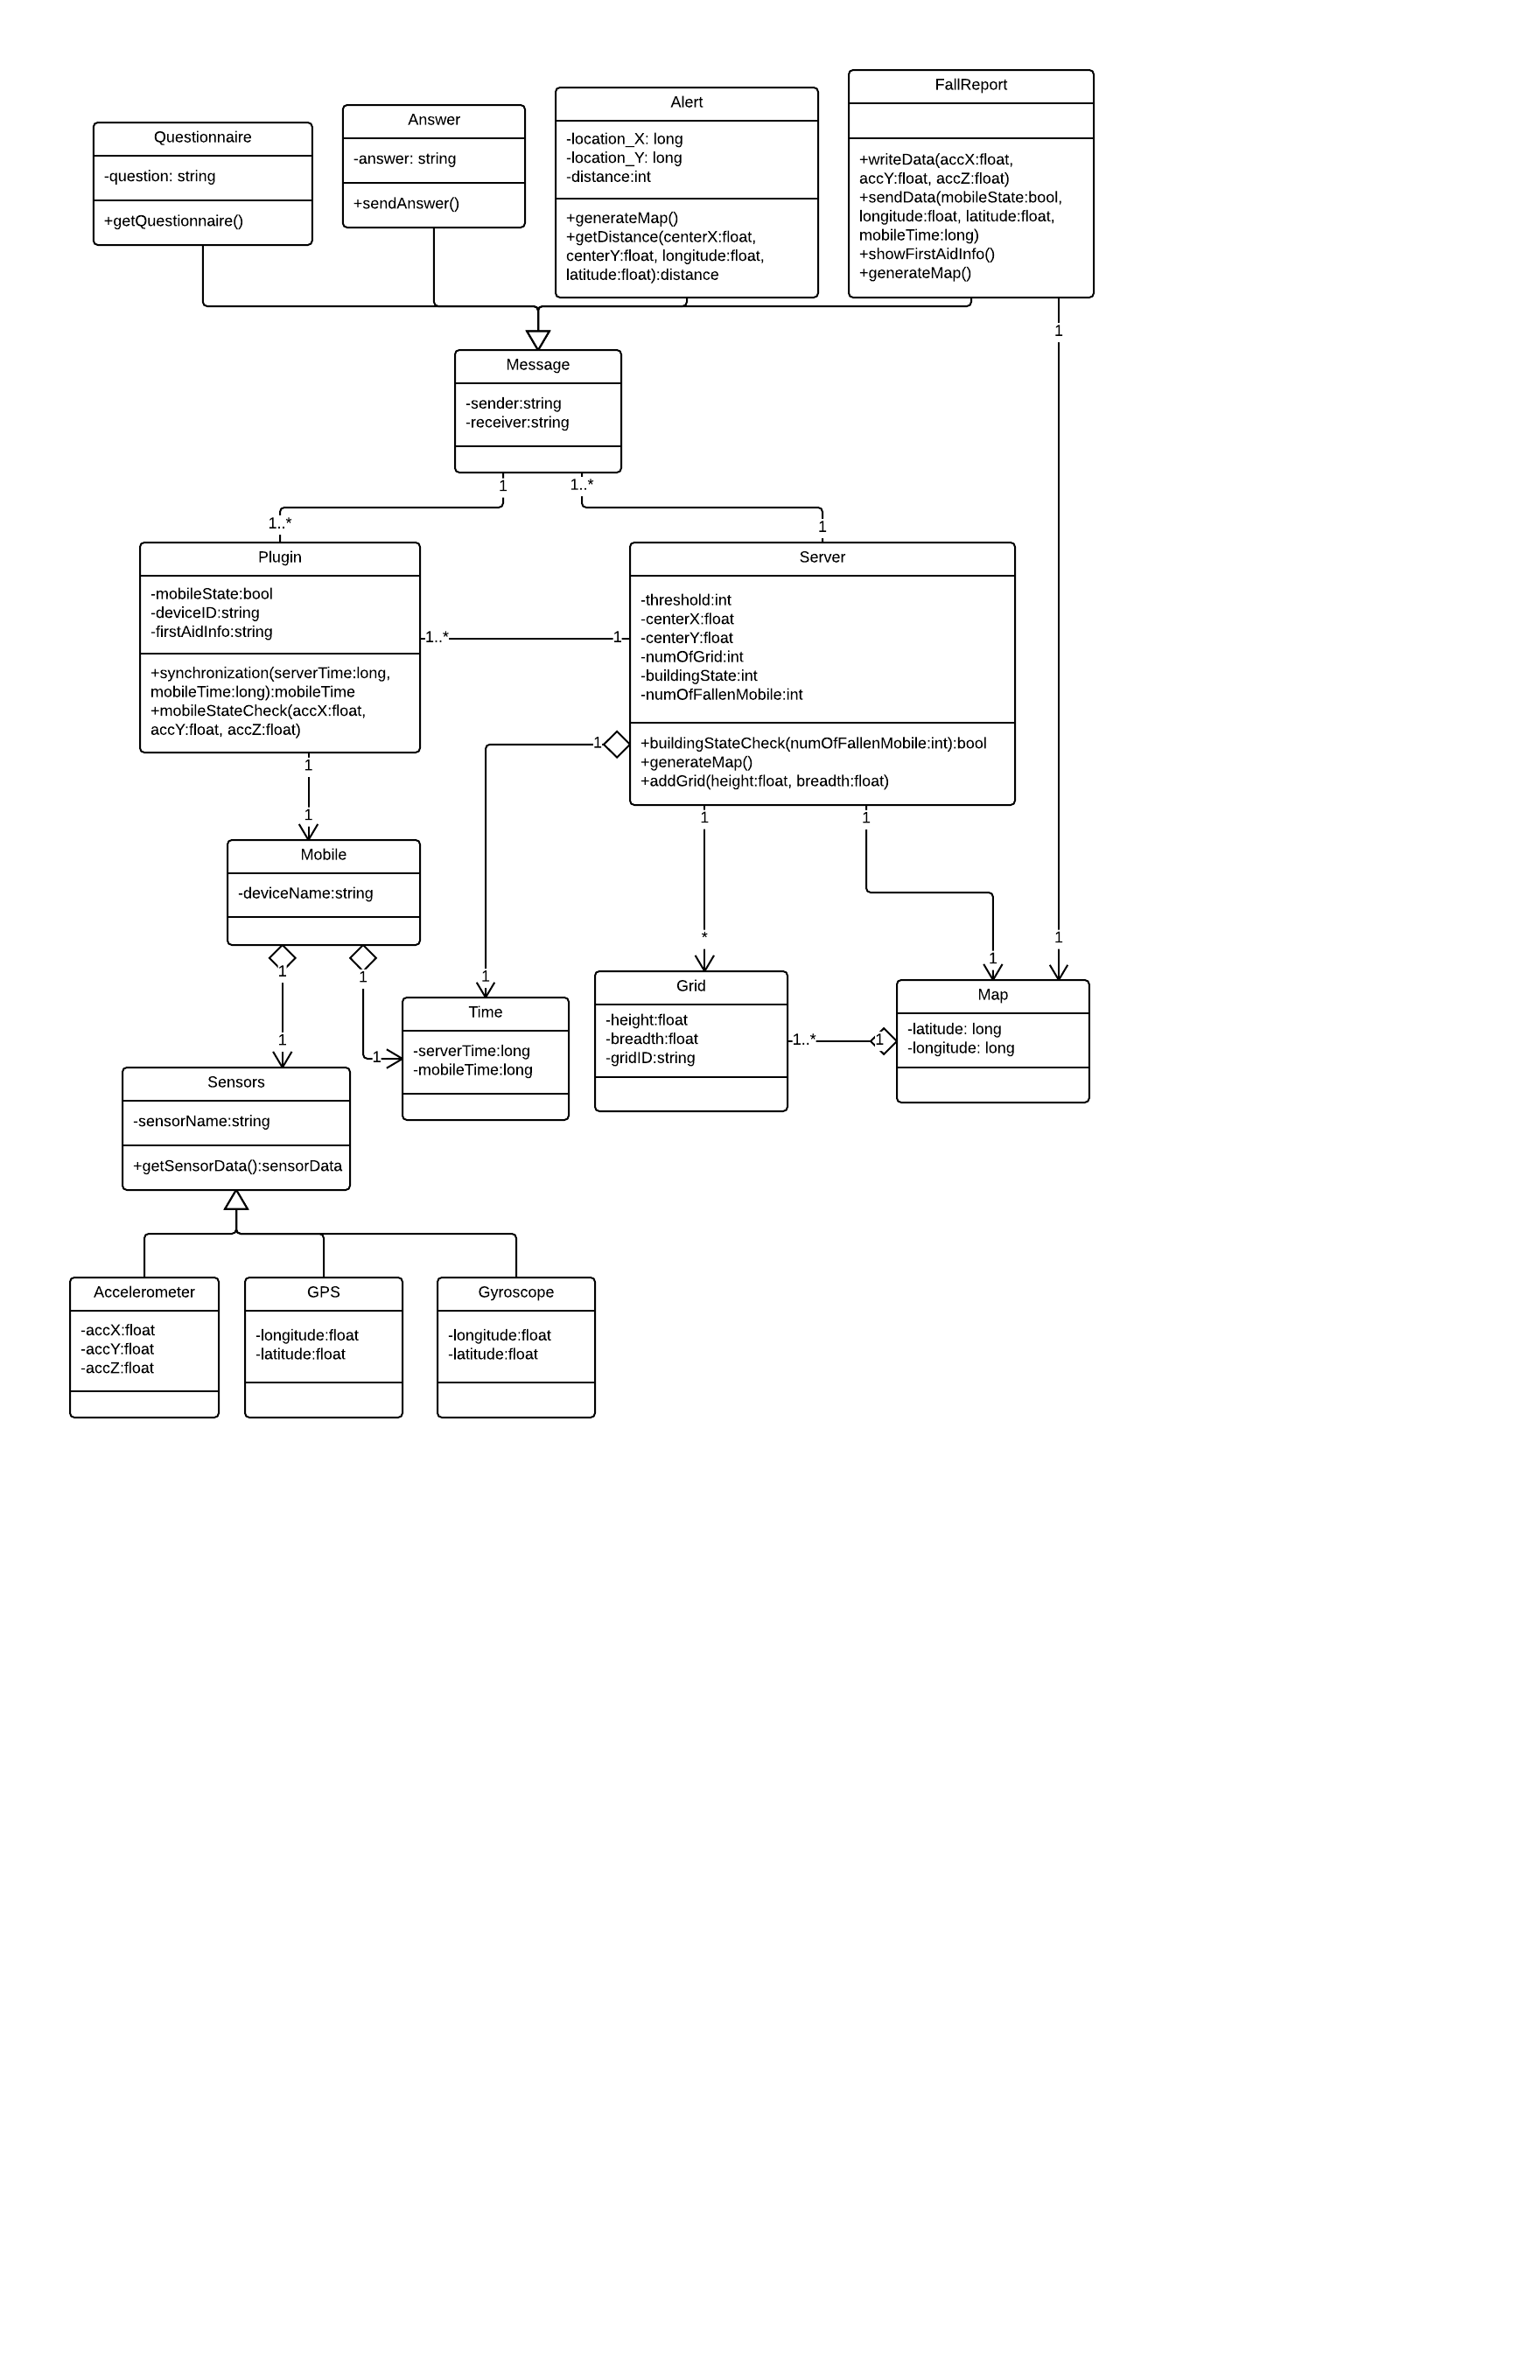 Questionnaire
-question: string
+getQuestionnaire()
Answer
-answer: string
+sendAnswer()
Alert
-location_X: long
-location_Y: long
-distance:int
+generateMap()
+getDistance(centerX:float,
centerY:float, longitude:float,
latitude:float):distance
FallReport
+writeData(accX:float,
accY:float, accZ:float)
+sendData(mobileState:bool,
longitude:float, latitude:float,
mobileTime:long)
+showFirstAidInfo()
+generateMap()
1
Message
-sender:string
-receiver:string
1
1..*
1..*
1
Plugin
-mobileState:bool
-deviceID:string
-firstAidInfo:string
+synchronization(serverTime:long,
mobileTime:long):mobileTime
+mobileStateCheck(accX:float,
accY:float, accZ:float)
1..*
1
Server
-threshold:int
-centerX:float
-centerY:float
-numOfGrid:int
-buildingState:int
-numOfFallenMobile:int
+buildingStateCheck(numOfFallenMobile:int):bool
+generateMap()
+addGrid(height:float, breadth:float)
1
1
1
1
1
Mobile
-deviceName:string
1
1
1
1
1
*
1
1
Time
-serverTime:long
-mobileTime:long
Grid
-height:float
-breadth:float
-gridID:string
1..*
1
Map
-latitude: long
-longitude: long
Sensors
-sensorName:string
+getSensorData():sensorData
Accelerometer
-accX:float
-accY:float
-accZ:float
GPS
-longitude:float
-latitude:float
Gyroscope
-longitude:float
-latitude:float